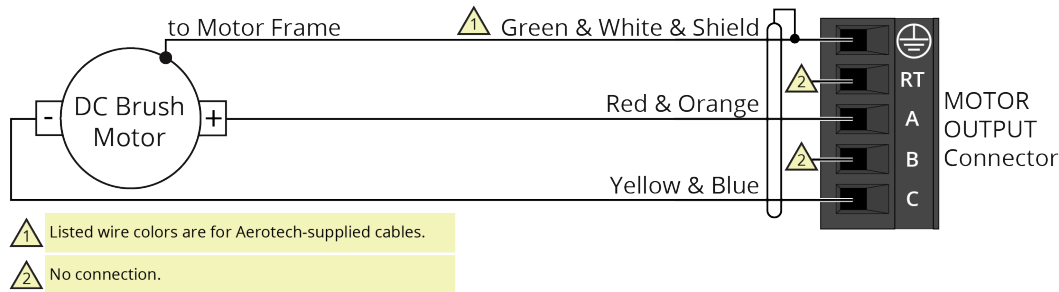 to Motor Frame
1
Green & White & Shield
RT
2
DC Brush
Motor
-
+
Red & Orange
A
MOTOR
OUTPUT
Connector
2
B
Yellow & Blue
C
1 Listed wire colors are for Aerotech-supplied cables.
2 No connection.